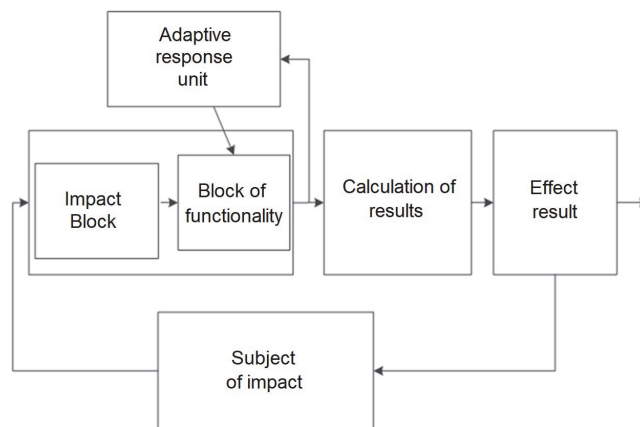 Adaptive
response
unit
Impact
Block
Block of
functionality
Calculation of
results
Effect
result
Subject
of impact